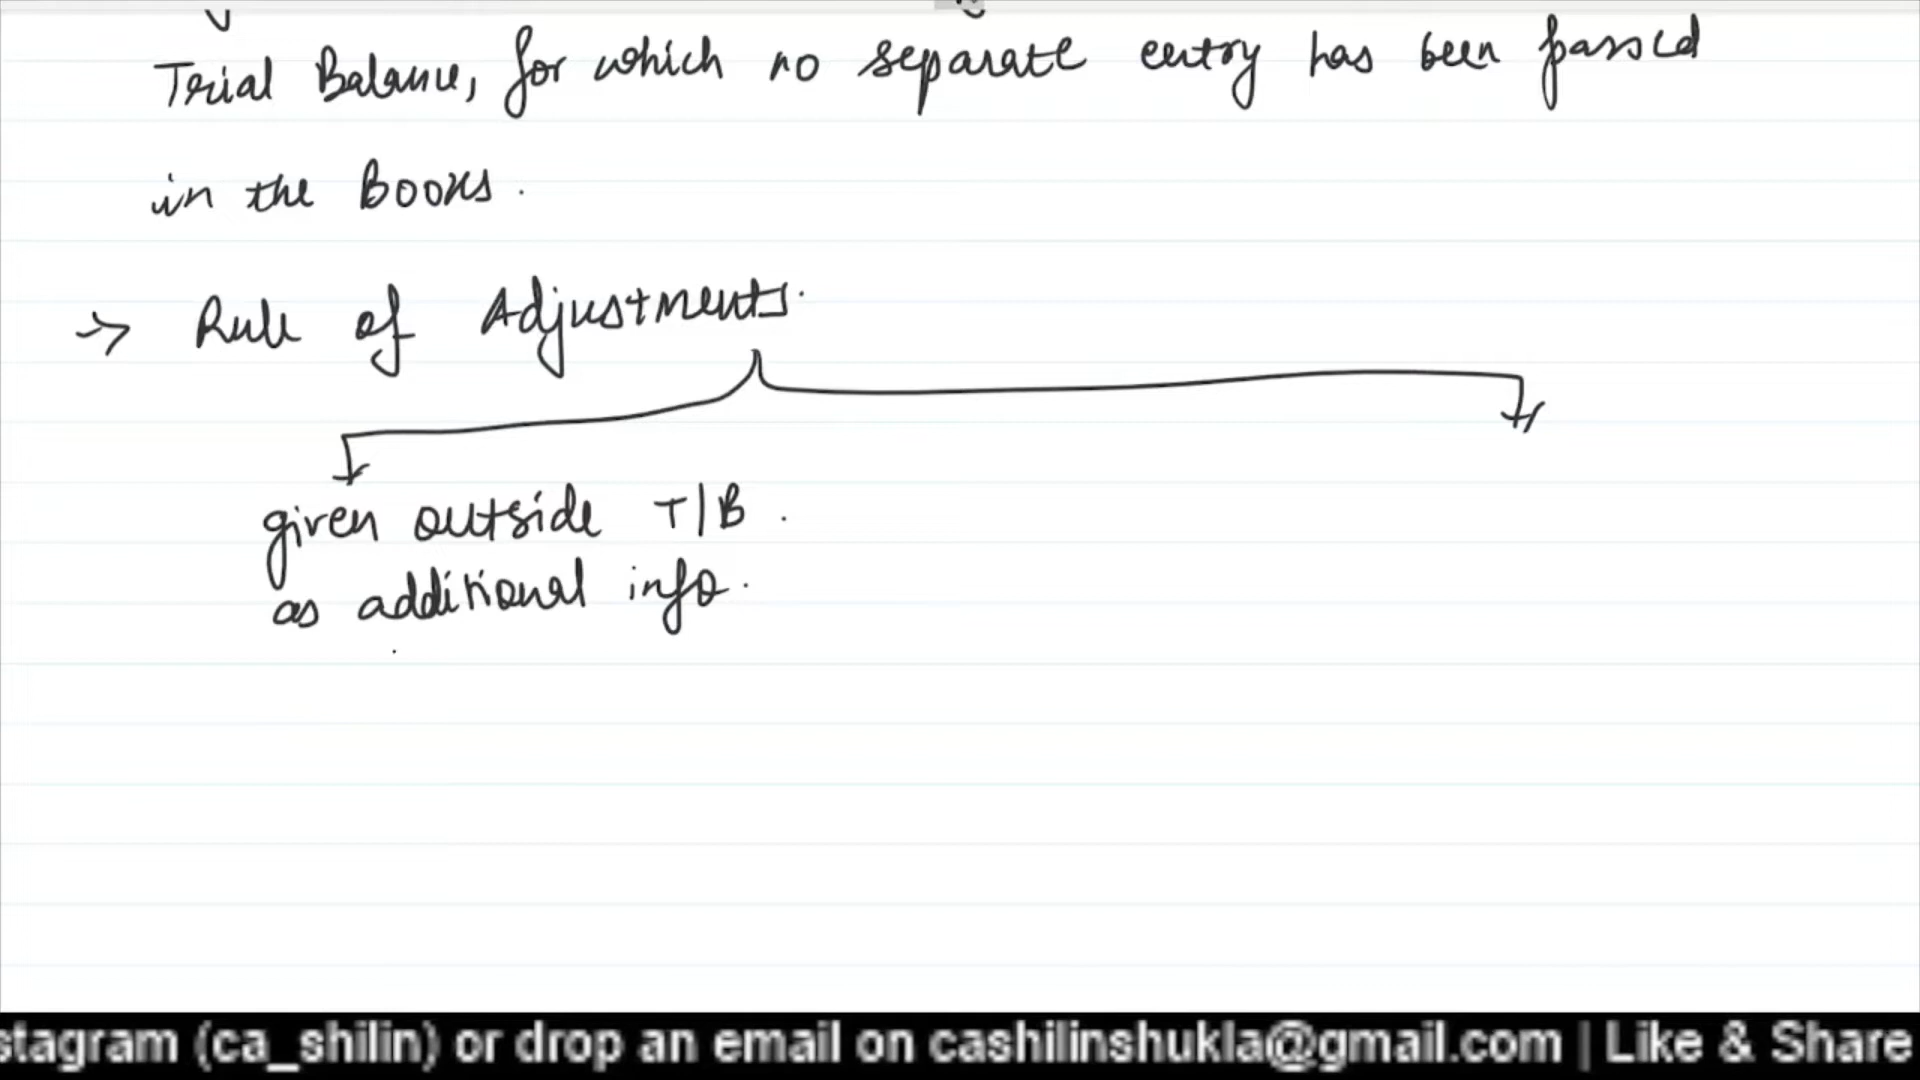 Trial Balance, for which no separate entry has been passed
in the Books.
→ Rule of Adjustments.
given outside T/B.
as additional info.
stagram (ca_shilin) or drop an email on cashilinshukla@gmail.com | Like & Share